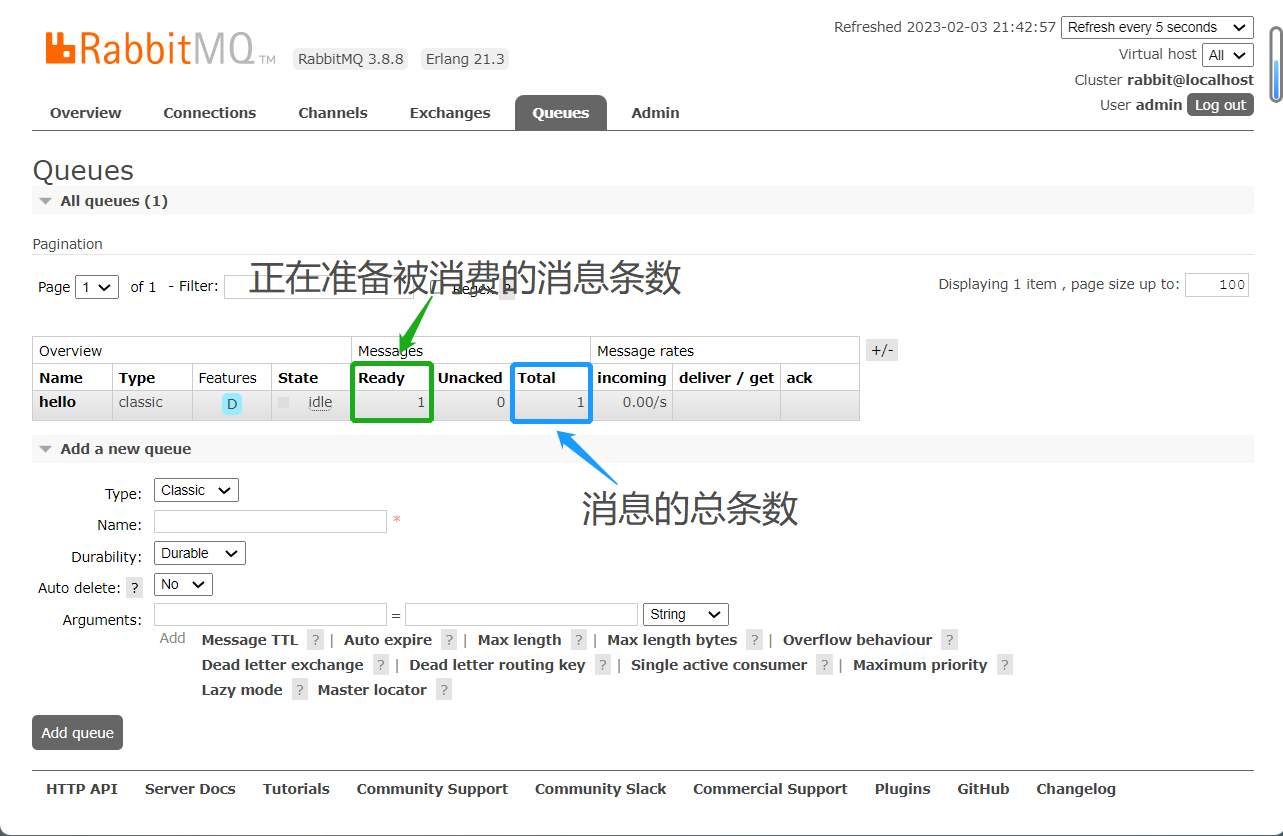 RabbitMQ TM RabbitMQ 3.8.8 Erlang 21.3
Refreshed 2023-02-03 21:42:57 Refresh every 5 seconds
Virtual host All
Cluster rabbit@localhost
User admin Log out
Overview Connections Channels Exchanges Queues Admin
Queues
All queues (1)
Pagination
正在准备被消费的消息条数
Page 1 of 1 - Filter: Regex ? Displaying 1 item , page size up to: 100
Overview Messages Message rates +/-
Name Type Features State Ready Unacked Total incoming deliver / get ack
hello classic D idle 1 0 1 0.00/s
Add a new queue
消息的总条数
Type: Classic
Name: *
Durability: Durable
Auto delete: ? No
Arguments: = String
Add Message TTL ? | Auto expire ? | Max length ? | Max length bytes ? | Overflow behaviour ?
Dead letter exchange ? | Dead letter routing key ? | Single active consumer ? | Maximum priority ?
Lazy mode ? Master locator ?
Add queue
HTTP API Server Docs Tutorials Community Support Community Slack Commercial Support Plugins GitHub Changelog